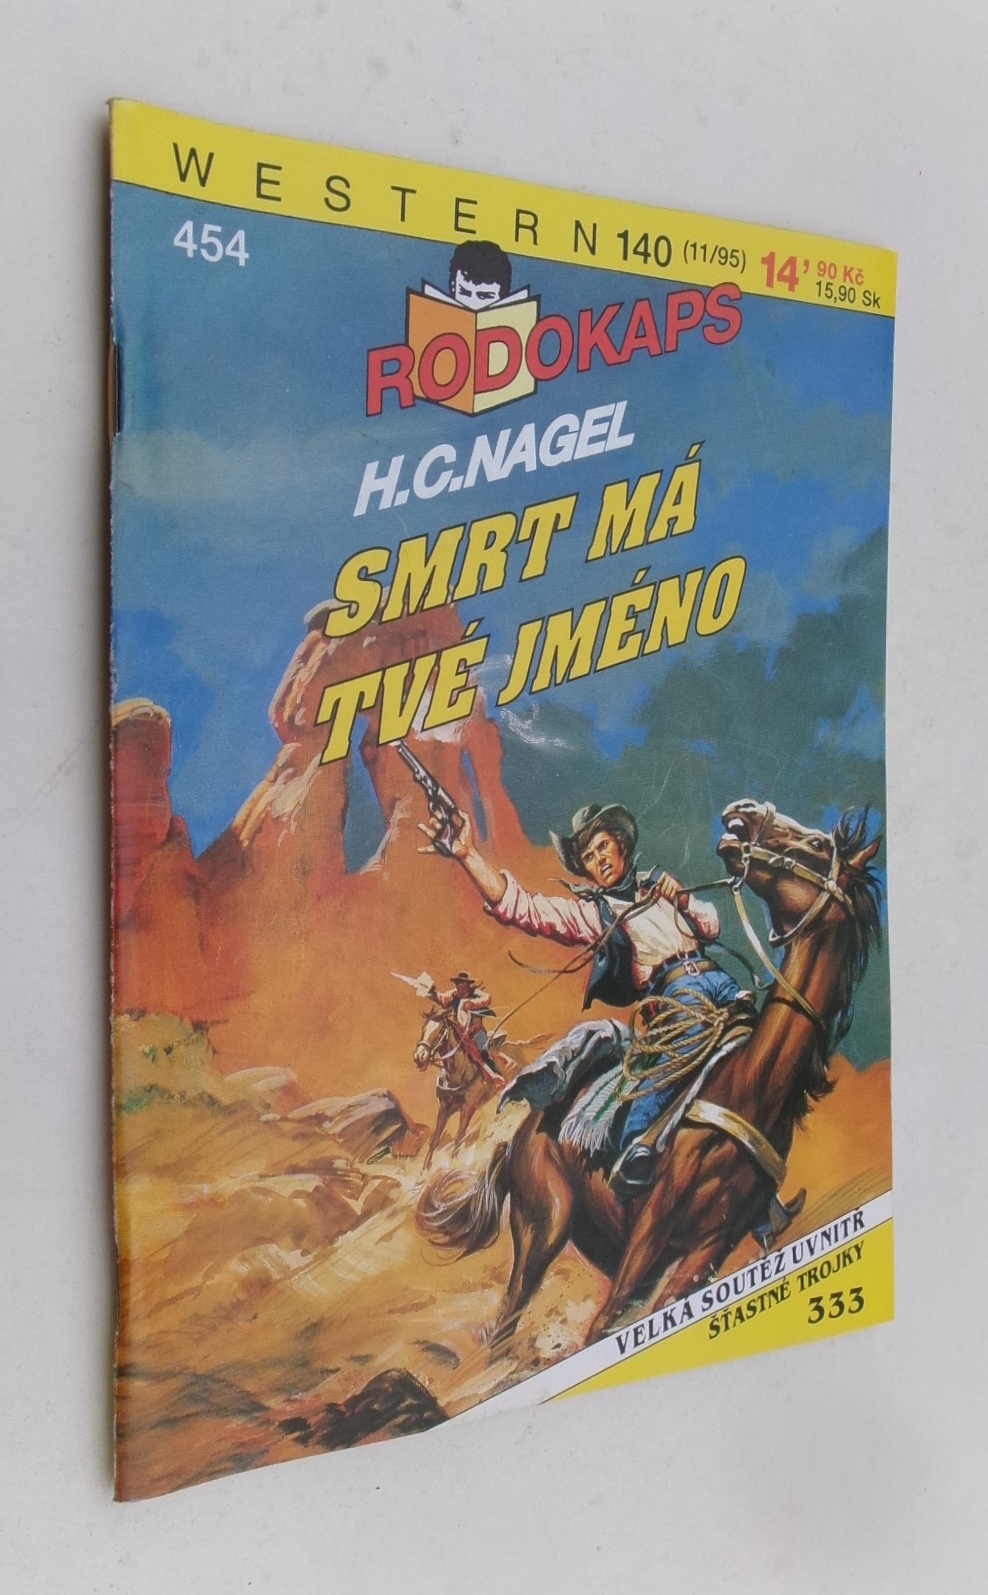 WESTERN 140 (11/95) 14,90 Kč
15,90 Sk
454
RODOKAPS
H.C.NAGEL
SMRT MÁ
TVÉ JMÉNO
VELKÁ SOUTĚŽ UVNITŘ
ŠŤASTNÉ TROJKY
333